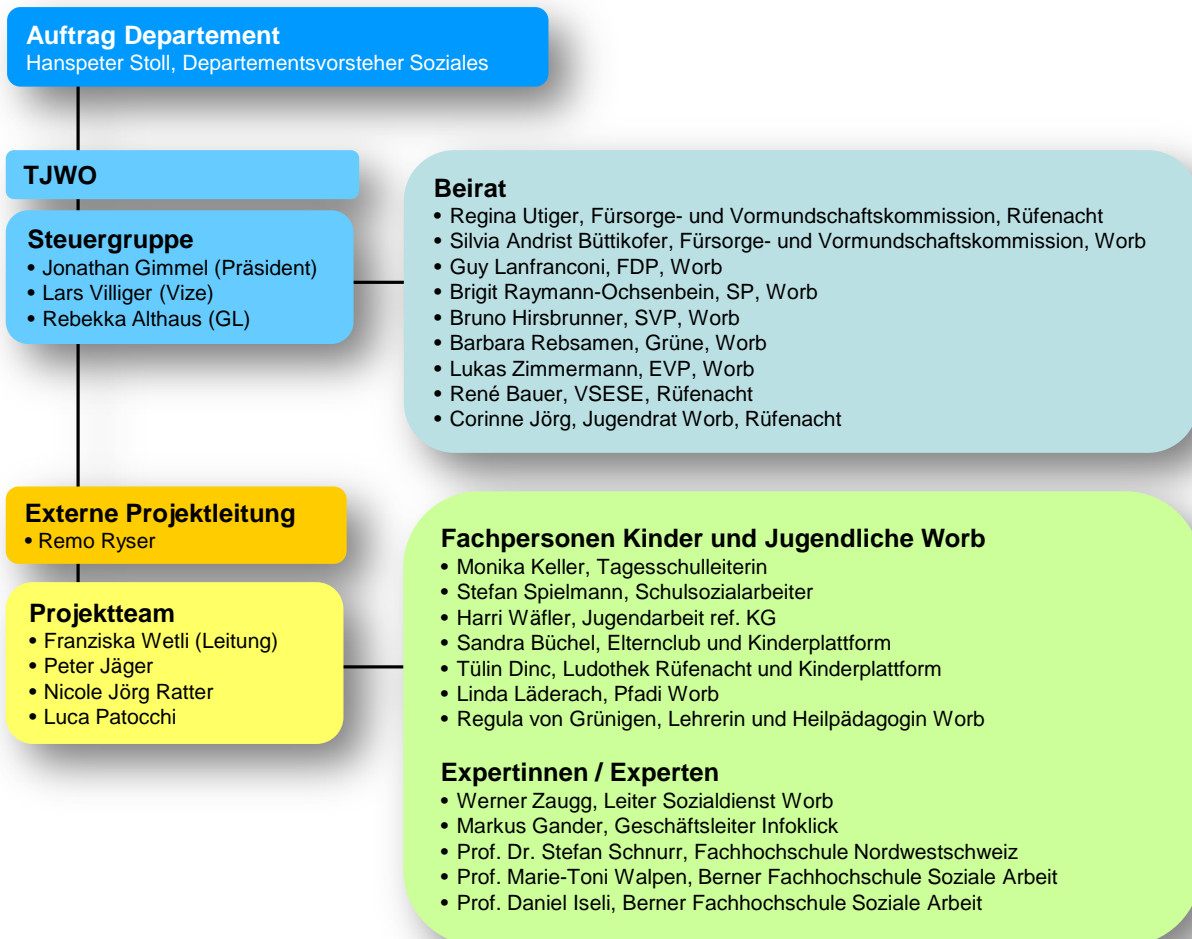 Auftrag Departement
Hanspeter Stoll, Departementsvorsteher Soziales
TJWO
Steuergruppe
• Jonathan Gimmel (Präsident)
• Lars Villiger (Vize)
• Rebekka Althaus (GL)
Beirat
• Regina Utiger, Fürsorge- und Vormundschaftskommission, Rüfenacht
• Silvia Andrist Büttikofer, Fürsorge- und Vormundschaftskommission, Worb
• Guy Lanfranconi, FDP, Worb
• Brigit Raymann-Ochsenbein, SP, Worb
• Bruno Hirsbrunner, SVP, Worb
• Barbara Rebsamen, Grüne, Worb
• Lukas Zimmermann, EVP, Worb
• René Bauer, VSESE, Rüfenacht
• Corinne Jörg, Jugendrat Worb, Rüfenacht
Externe Projektleitung
• Remo Ryser
Projektteam
• Franziska Wetli (Leitung)
• Peter Jäger
• Nicole Jörg Ratter
• Luca Patocchi
Fachpersonen Kinder und Jugendliche Worb
• Monika Keller, Tagesschulleiterin
• Stefan Spielmann, Schulsozialarbeiter
• Harri Wäfler, Jugendarbeit ref. KG
• Sandra Büchel, Elternclub und Kinderplattform
• Tülin Dinc, Ludothek Rüfenacht und Kinderplattform
• Linda Läderach, Pfadi Worb
• Regula von Grünigen, Lehrerin und Heilpädagogin Worb
Expertinnen / Experten
• Werner Zaugg, Leiter Sozialdienst Worb
• Markus Gander, Geschäftsleiter Infoklick
• Prof. Dr. Stefan Schnurr, Fachhochschule Nordwestschweiz
• Prof. Marie-Toni Walpen, Berner Fachhochschule Soziale Arbeit
• Prof. Daniel Iseli, Berner Fachhochschule Soziale Arbeit